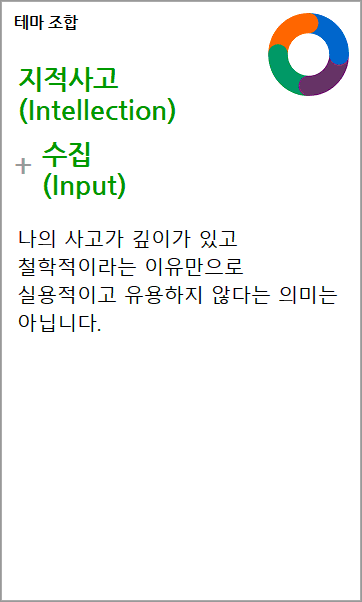 테마 조합
지적사고
(Intellection)
+ 수집
(Input)
나의 사고가 깊이가 있고
철학적이라는 이유만으로
실용적이고 유용하지 않다는 의미는
아닙니다.